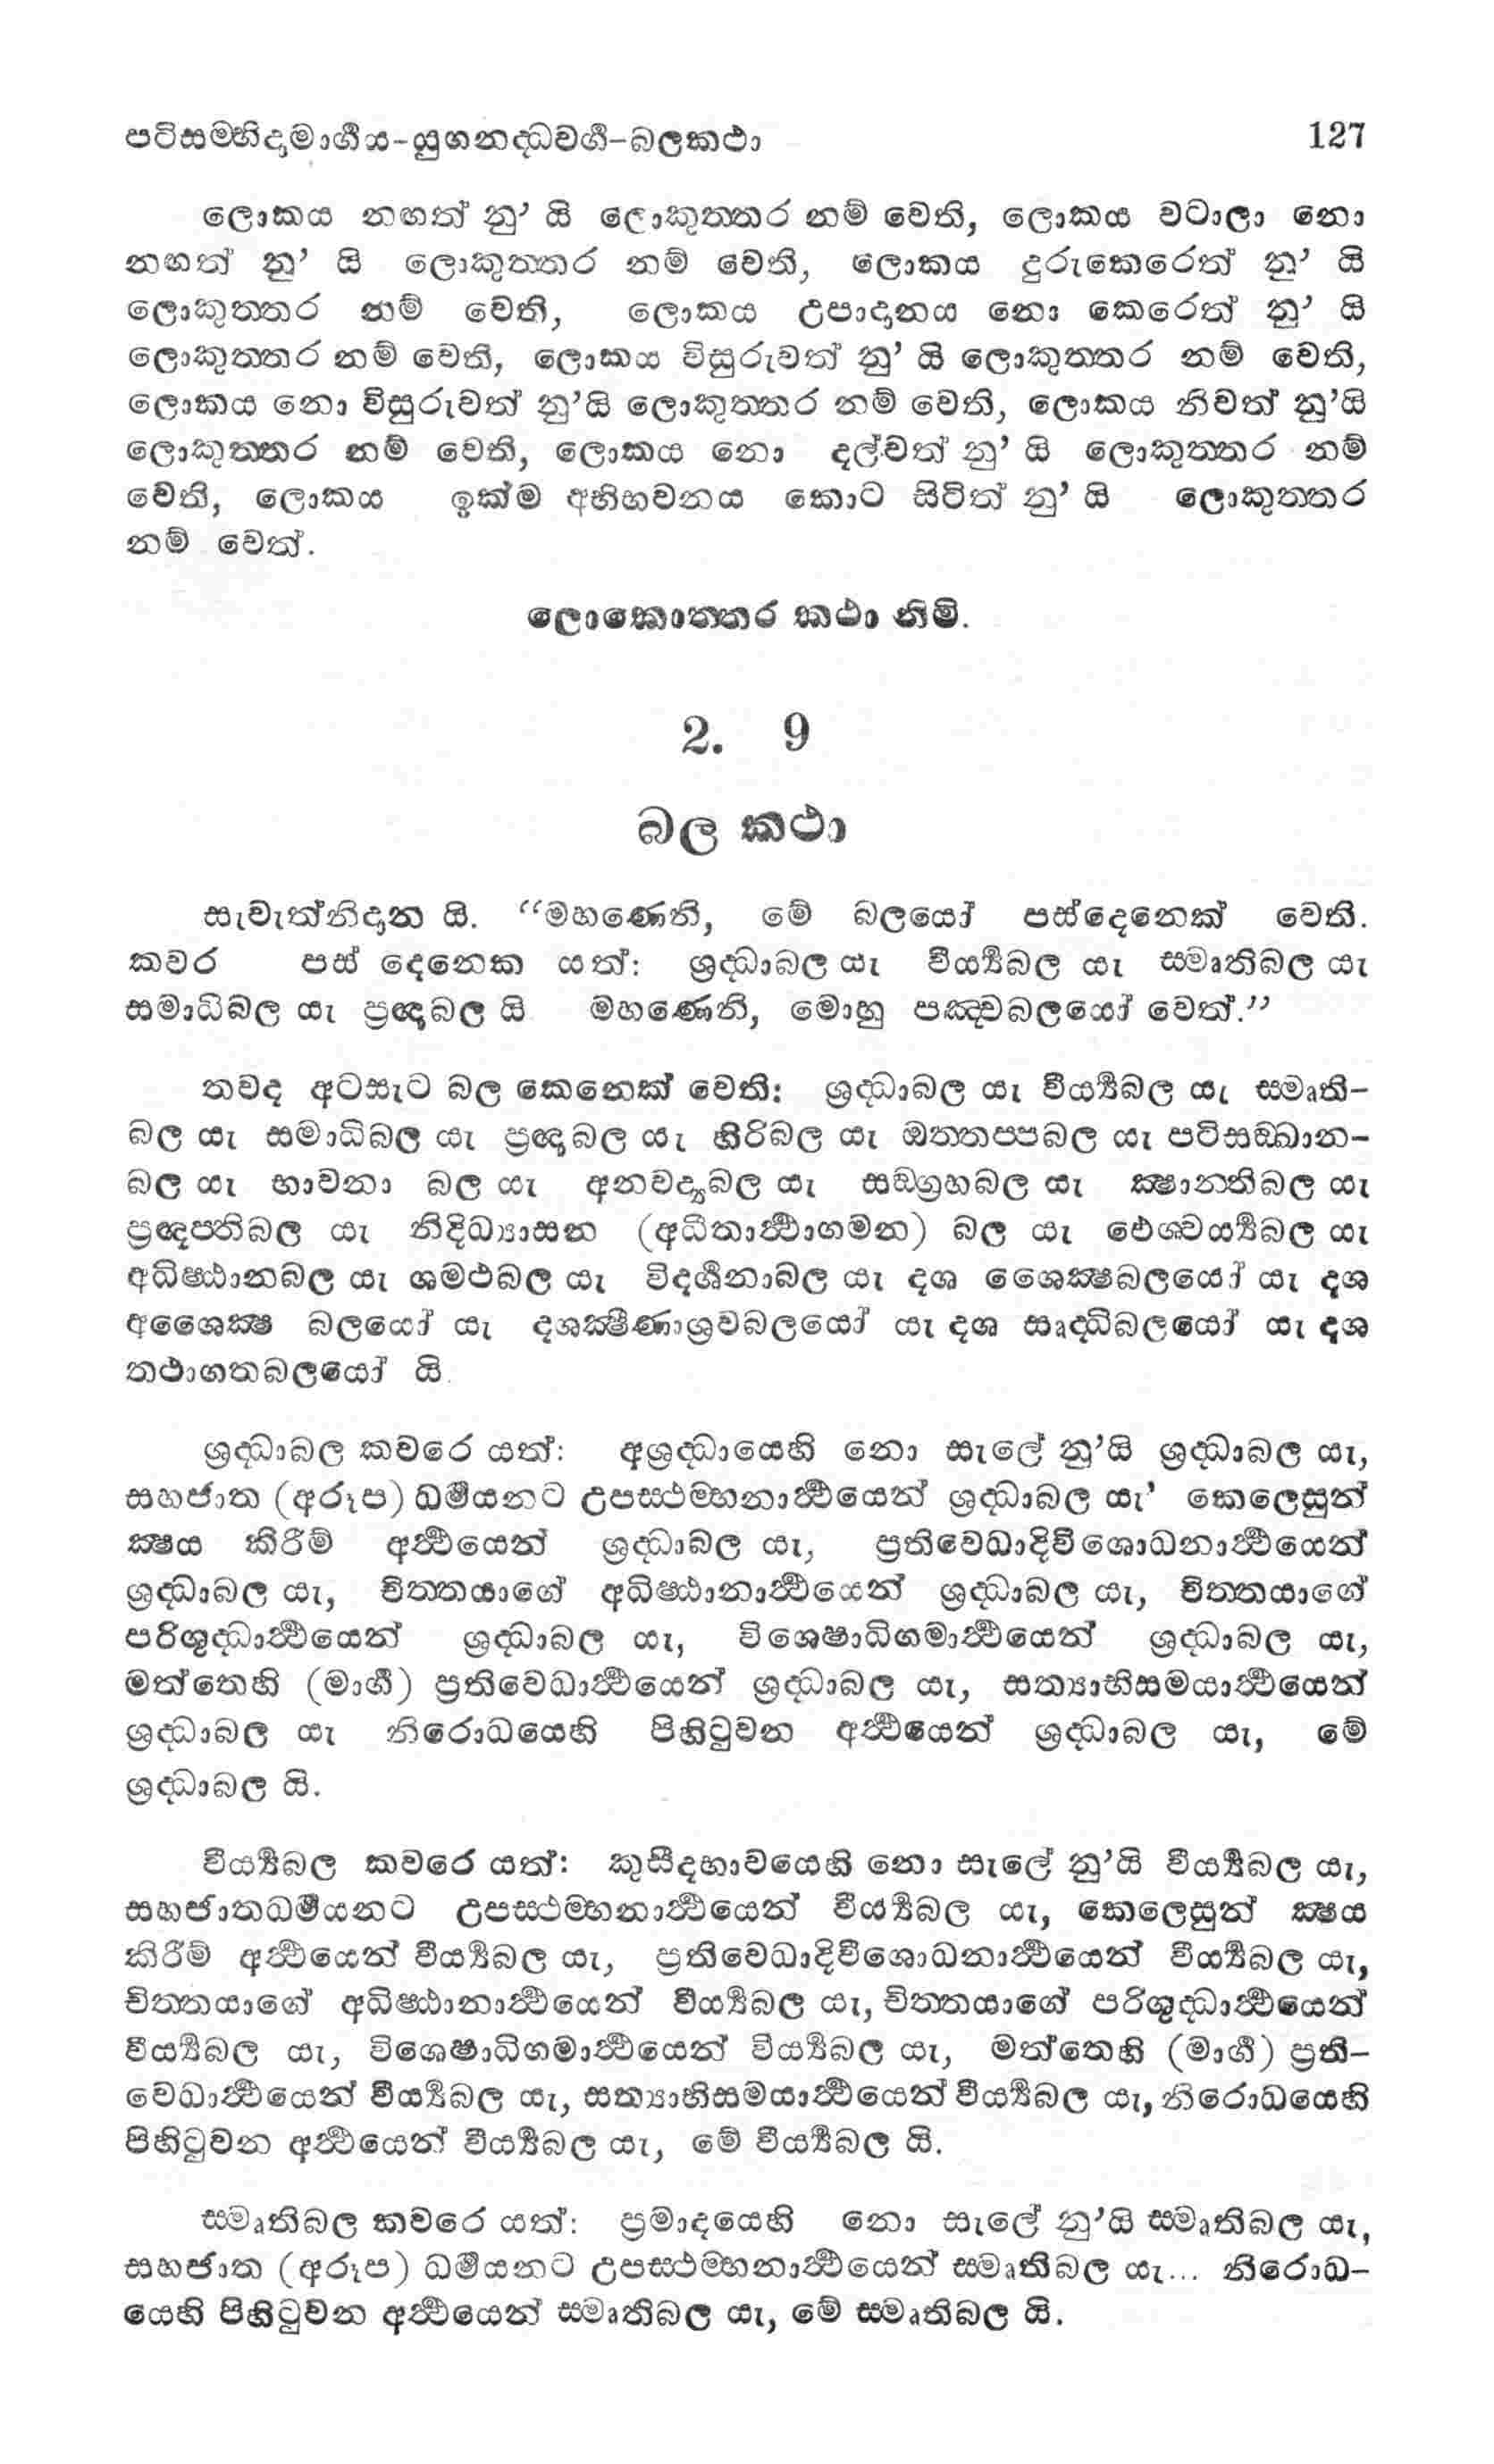 පටිසම්භිදාමාර්‍ගය-යුගනද්ධවර්‍ග-බලකථා 127
ලොකය නඟත් නු’ යි ලොකුත්තර නම් වෙති, ලොකය වටාලා නො
නඟත් නු’ යි ලොකුත්තර නම් වෙති, ලොකය දුරුකෙරෙත් නු’ යි
ලොකුත්තර නම් වෙති, ලොකය උපාදානය නො කෙරෙත් නු’ යි
ලොකුත්තර නම් වෙති, ලොකය විසුරුවත් නු’ යි ලොකුත්තර නම් වෙති,
ලොකය නො විසුරුවත් නු’යි ලොකුත්තර නම් වෙති, ලොකය නිවත් නු’යි
ලොකුත්තර නම් වෙති, ලොකය නො දල්වත් නු’ යි ලොකුත්තර නම්
වෙති, ලොකය ඉක්ම අභිභවනය කොට සිටිත් නු’ යි ලොකුත්තර
නම් වෙත්.
ලොකොත්තර කථා නිමි.
2. 9
බල කථා
සැවැත්නිදාන යි. “මහණෙනි, මේ බලයෝ පස්දෙනෙක් වෙති.
කවර පස් දෙනෙක යත්: ශ්‍රද්ධාබල යැ වීර්‍ය්‍යබල යැ ස්මෘතිබල යැ
සමාධිබල යැ ප්‍රඥාබල යි මහණෙනි, මොහු පඤ්චබලයෝ වෙත්.”
තවද අටසැට බල කෙනෙක් වෙති: ශ්‍රද්ධාබල යැ වීර්‍ය්‍යබල යැ ස්මෘති-
බල යැ සමාධිබල යැ ප්‍රඥාබල යැ හිරිබල යැ ඔත්තප්පබල යැ පටිසඞ්ඛාන-
බල යැ භාවනා බල යැ අනවද්‍යබල යැ සඞ්ග්‍රහබල යැ ක්‍ෂාන්තිබල යැ
ප්‍රඥප්තිබල යැ නිදිධ්‍යාසන (අධීතාර්‍ත්‍ථාගමන) බල යැ ඓශ්වර්‍ය්‍යබල යැ
අධිෂ්ඨානබල යැ ශමථබල යැ විදර්‍ශනාබල යැ දශ ශෛක්‍ෂබලයෝ යැ දශ
අශෛක්‍ෂ බලයෝ යැ දශක්‍ෂීණාශ්‍රවබලයෝ යැ දශ සෘද්ධිබලයෝ යැ දශ
තථාගතබලයෝ යි.
ශ්‍රද්ධාබල කවරෙ යත්: අශ්‍රද්ධායෙහි නො සැලේ නු’යි ශ්‍රද්ධාබල යැ,
සහජාත (අරූප) ධර්‍මයනට උපස්ථම්භනාර්‍ත්‍ථයෙන් ශ්‍රද්ධාබල යැ’ කෙලෙසුන්
ක්‍ෂය කිරීම් අර්‍ත්‍ථයෙන් ශ්‍රද්ධාබල යැ, ප්‍රතිවෙධාදිවිශොධනාර්‍ත්‍ථයෙන්
ශ්‍රද්ධාබල යැ, චිත්තයාගේ අධිෂ්ඨානාර්‍ත්‍ථයෙන් ශ්‍රද්ධාබල යැ, චිත්තයාගේ
පරිශුද්ධාර්‍ත්‍ථයෙන් ශ්‍රද්ධාබල යැ, විශෙෂාධිගමාර්‍ත්‍ථයෙන් ශ්‍රද්ධාබල යැ,
මත්තෙහි (මාර්‍ග) ප්‍රතිවෙධාර්‍ත්‍ථයෙන් ශ්‍රද්ධාබල යැ, සත්‍යාභිසමයාර්‍ත්‍ථයෙන්
ශ්‍රද්ධාබල යැ නිරොධයෙහි පිහිටුවන අර්‍ත්‍ථයෙන් ශ්‍රද්ධාබල යැ, මේ
ශ්‍රද්ධාබල යි.
වීර්‍ය්‍යබල කවරෙ යත්: කුසීදභාවයෙහි නො සැලේ නු’යි වීර්‍ය්‍යබල යැ,
සහජාතධර්‍මයනට උපස්ථම්භනාර්‍ත්‍ථයෙන් වීර්‍ය්‍යබල යැ, කෙලෙසුන් ක්‍ෂය
කිරීම් අර්‍ත්‍ථයෙන් වීර්‍ය්‍යබල යැ, ප්‍රතිවෙධාදිවිශොධනාර්‍ත්‍ථයෙන් වීර්‍ය්‍යබල යැ,
චිත්තයාගේ අධිෂ්ඨානාර්‍ත්‍ථයෙන් වීර්‍ය්‍යබල යැ, චිත්තයාගේ පරිශුද්ධාර්‍ත්‍ථයෙන්
වීර්‍ය්‍යබල යැ, විශෙෂාධිගමාර්‍ත්‍ථයෙන් වීර්‍ය්‍යබල යැ, මත්තෙහි (මාර්‍ග) ප්‍රති-
වෙධාර්‍ත්‍ථයෙන් වීර්‍ය්‍යබල යැ, සත්‍යාභිසමයාර්‍ත්‍ථයෙන් වීර්‍ය්‍යබල යැ, නිරොධයෙහි
පිහිටුවන අර්‍ත්‍ථයෙන් වීර්‍ය්‍යබල යැ, මේ වීර්‍ය්‍යබල යි.
ස්මෘතිබල කවරෙ යත්: ප්‍රමාදයෙහි නො සැලේ නු’යි ස්මෘතිබල යැ,
සහජාත (අරූප) ධර්‍මයනට උපස්ථම්භනාර්‍ත්‍ථයෙන් ස්මෘතිබල යැ... නිරොධ-
යෙහි පිහිටුවන අර්‍ත්‍ථයෙන් ස්මෘතිබල යැ, මේ ස්මෘතිබල යි.